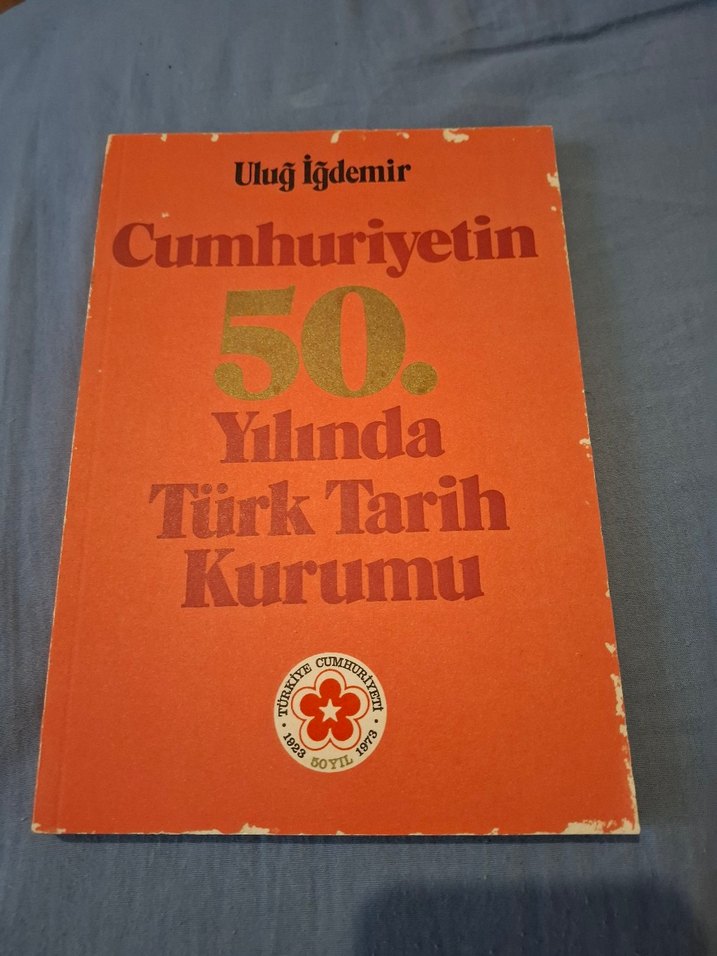 Uluğ İğdemir
Cumhuriyetin
50.
Yılında
Türk Tarih
Kurumu
• TÜRKİYE CUMHURİYETİ •
1923 50 YIL 1973